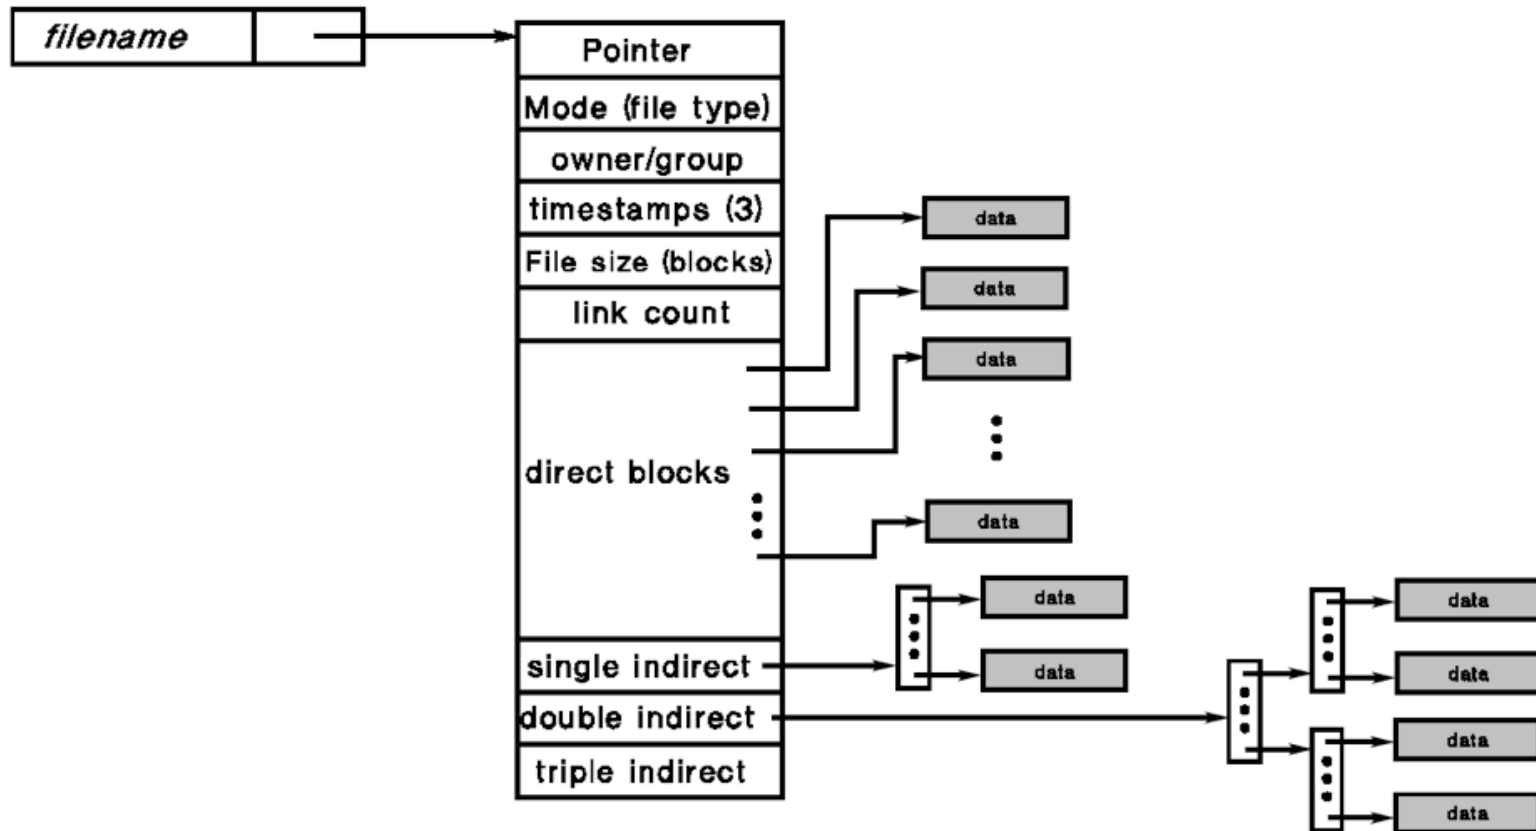 filename
Pointer
Mode (file type)
owner/group
timestamps (3)
File size (blocks)
link count
direct blocks
single indirect
double indirect
triple indirect
data
data
data
data
data
data
data
data
data
data